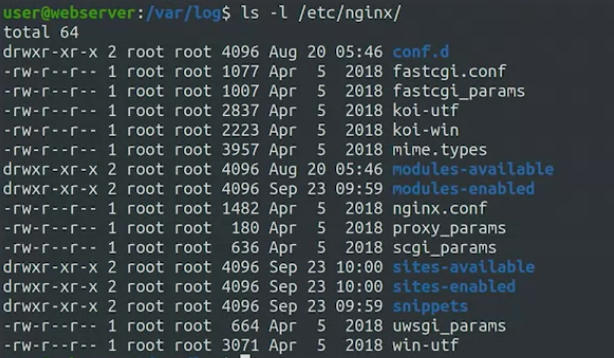 user@webserver:/var/log$ ls -l /etc/nginx/
total 64
drwxr-xr-x 2 root root 4096 Aug 20 05:46 conf.d
-rw-r--r-- 1 root root 1077 Apr  5  2018 fastcgi.conf
-rw-r--r-- 1 root root 1007 Apr  5  2018 fastcgi_params
-rw-r--r-- 1 root root 2837 Apr  5  2018 koi-utf
-rw-r--r-- 1 root root 2223 Apr  5  2018 koi-win
-rw-r--r-- 1 root root 3957 Apr  5  2018 mime.types
drwxr-xr-x 2 root root 4096 Aug 20 05:46 modules-available
drwxr-xr-x 2 root root 4096 Sep 23 09:59 modules-enabled
-rw-r--r-- 1 root root 1482 Apr  5  2018 nginx.conf
-rw-r--r-- 1 root root  180 Apr  5  2018 proxy_params
-rw-r--r-- 1 root root  636 Apr  5  2018 scgi_params
drwxr-xr-x 2 root root 4096 Sep 23 10:00 sites-available
drwxr-xr-x 2 root root 4096 Sep 23 10:00 sites-enabled
drwxr-xr-x 2 root root 4096 Sep 23 09:59 snippets
-rw-r--r-- 1 root root  664 Apr  5  2018 uwsgi_params
-rw-r--r-- 1 root root 3071 Apr  5  2018 win-utf